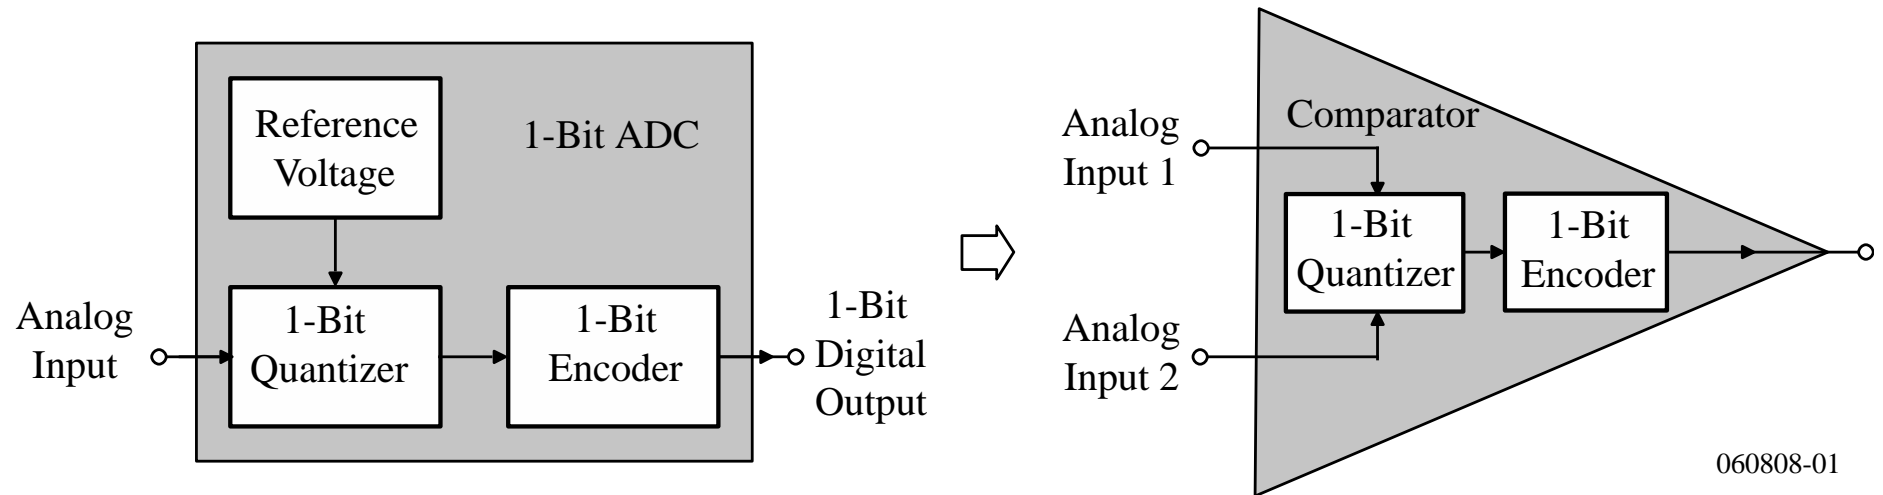 Reference
Voltage
1-Bit ADC
Analog
Input
1-Bit
Quantizer
1-Bit
Encoder
1-Bit
Digital
Output
Comparator
Analog
Input 1
1-Bit
Quantizer
1-Bit
Encoder
Analog
Input 2
060808-01